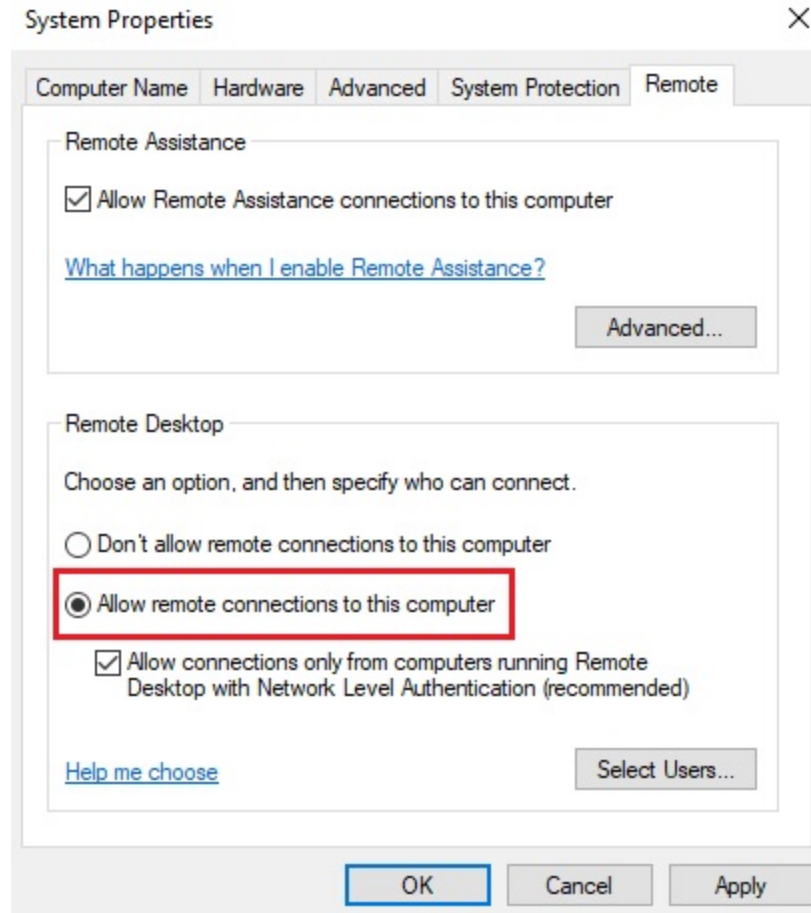 System Properties
Computer Name Hardware Advanced System Protection Remote
Remote Assistance
Allow Remote Assistance connections to this computer
What happens when I enable Remote Assistance?
Advanced...
Remote Desktop
Choose an option, and then specify who can connect.
Don't allow remote connections to this computer
Allow remote connections to this computer
Allow connections only from computers running Remote
Desktop with Network Level Authentication (recommended)
Help me choose
Select Users...
OK Cancel Apply